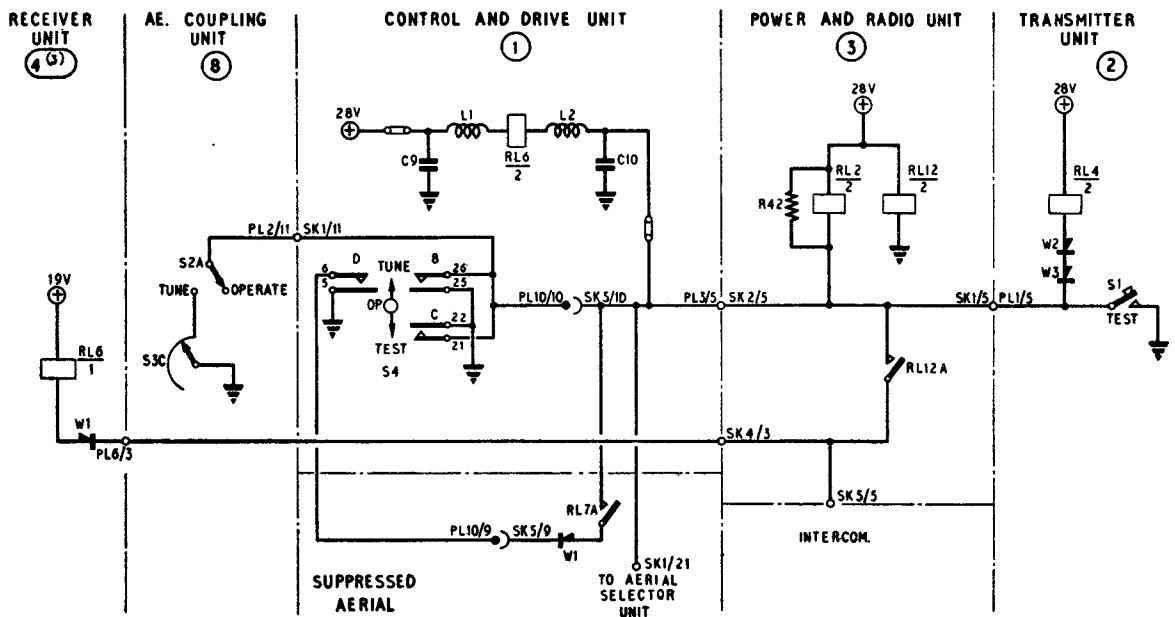 RECEIVER
UNIT
4 (3)
AE. COUPLING
UNIT
8
CONTROL AND DRIVE UNIT
1
POWER AND RADIO UNIT
3
TRANSMITTER
UNIT
2
28V
L1
L2
C9
RL6
2
C10
28V
R42
RL2
2
RL12
2
28V
RL4
2
W2
W3
PL2/11
SK1/11
S2A
TUNE
OPERATE
S3C
19V
RL6
1
W1
PL6/3
6
D
TUNE
B
26
5
25
OP
C
22
TEST
21
S4
PL10/10
SK5/10
PL3/5
SK2/5
SK1/5
PL1/5
S1
TEST
RL12A
SK4/3
SK5/5
INTERCOM.
RL7A
PL10/9
SK5/9
W1
SK1/21
TO AERIAL
SELECTOR
UNIT
SUPPRESSED
AERIAL